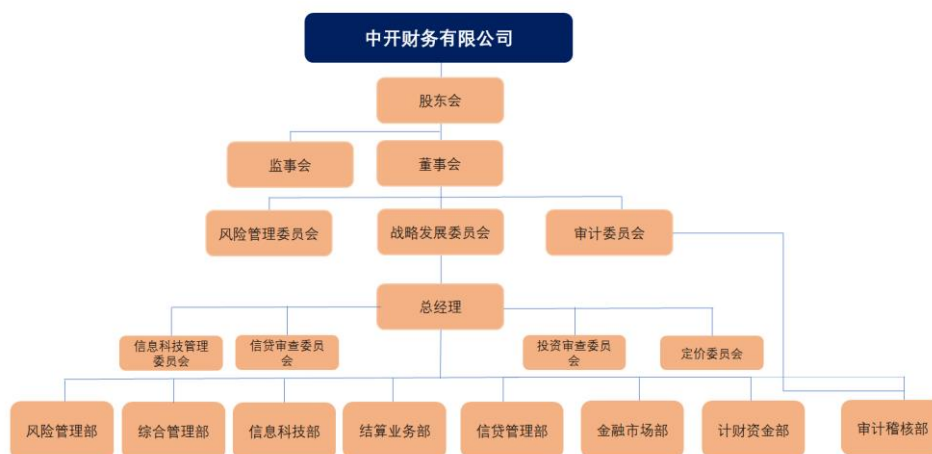 中开财务有限公司
股东会
监事会
董事会
风险管理委员会
战略发展委员会
审计委员会
总经理
信息科技管理
委员会
信贷审查委员
会
投资审查委员
会
定价委员会
风险管理部
综合管理部
信息科技部
结算业务部
信贷管理部
金融市场部
计财资金部
审计稽核部